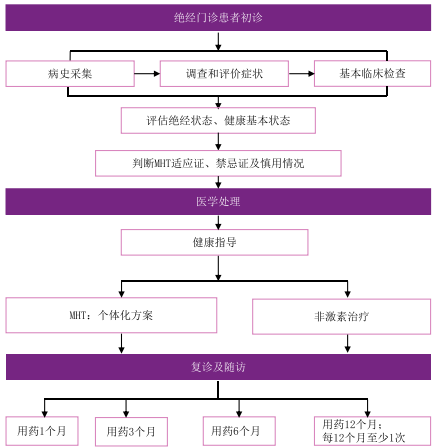 绝经门诊患者初诊
病史采集
调查和评价症状
基本临床检查
评估绝经状态、健康基本状态
判断MHT适应证、禁忌证及慎用情况
医学处理
健康指导
MHT：个体化方案
非激素治疗
复诊及随访
用药1个月
用药3个月
用药6个月
用药12个月；
每12个月至少1次